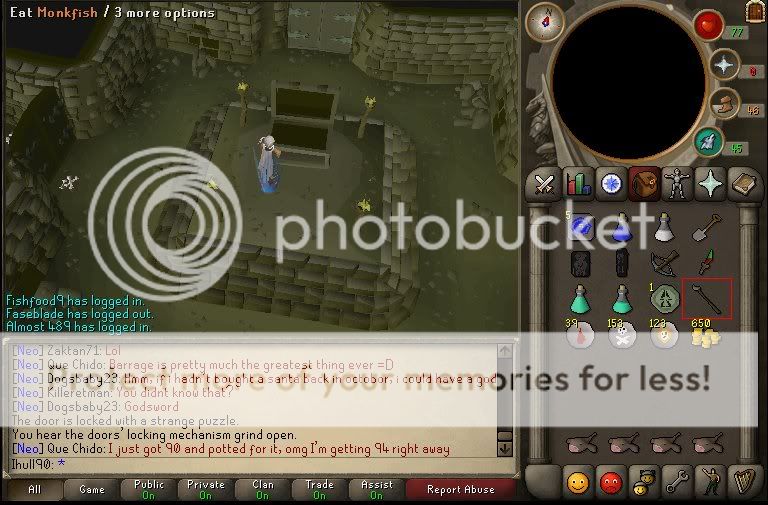 Eat Monkfish / 3 more options
77
0
46
45
5
1
39
153
123
650
photobucket
Fishfood9 has logged in.
Faseblade has logged out.
Almost 489 has logged in.
[Neo] Zaktan71: Lol
[Neo] Que Chido: Barrage is pretty much the greatest thing ever =D
[Neo] Dogsbaby23: Hmm, if I hadn't bought a santa back in october, i could have a god
[Neo] Killeretman: You didnt know that?
[Neo] Dogsbaby23: Godsword
The door is locked with a strange puzzle.
You hear the doors' locking mechanism grind open.
[Neo] Que Chido: I just got 90 and potted for it, omg I'm getting 94 right away
Ihull90: *
of your memories for less!
All Game Public On Private On Clan On Trade On Assist On Report Abuse